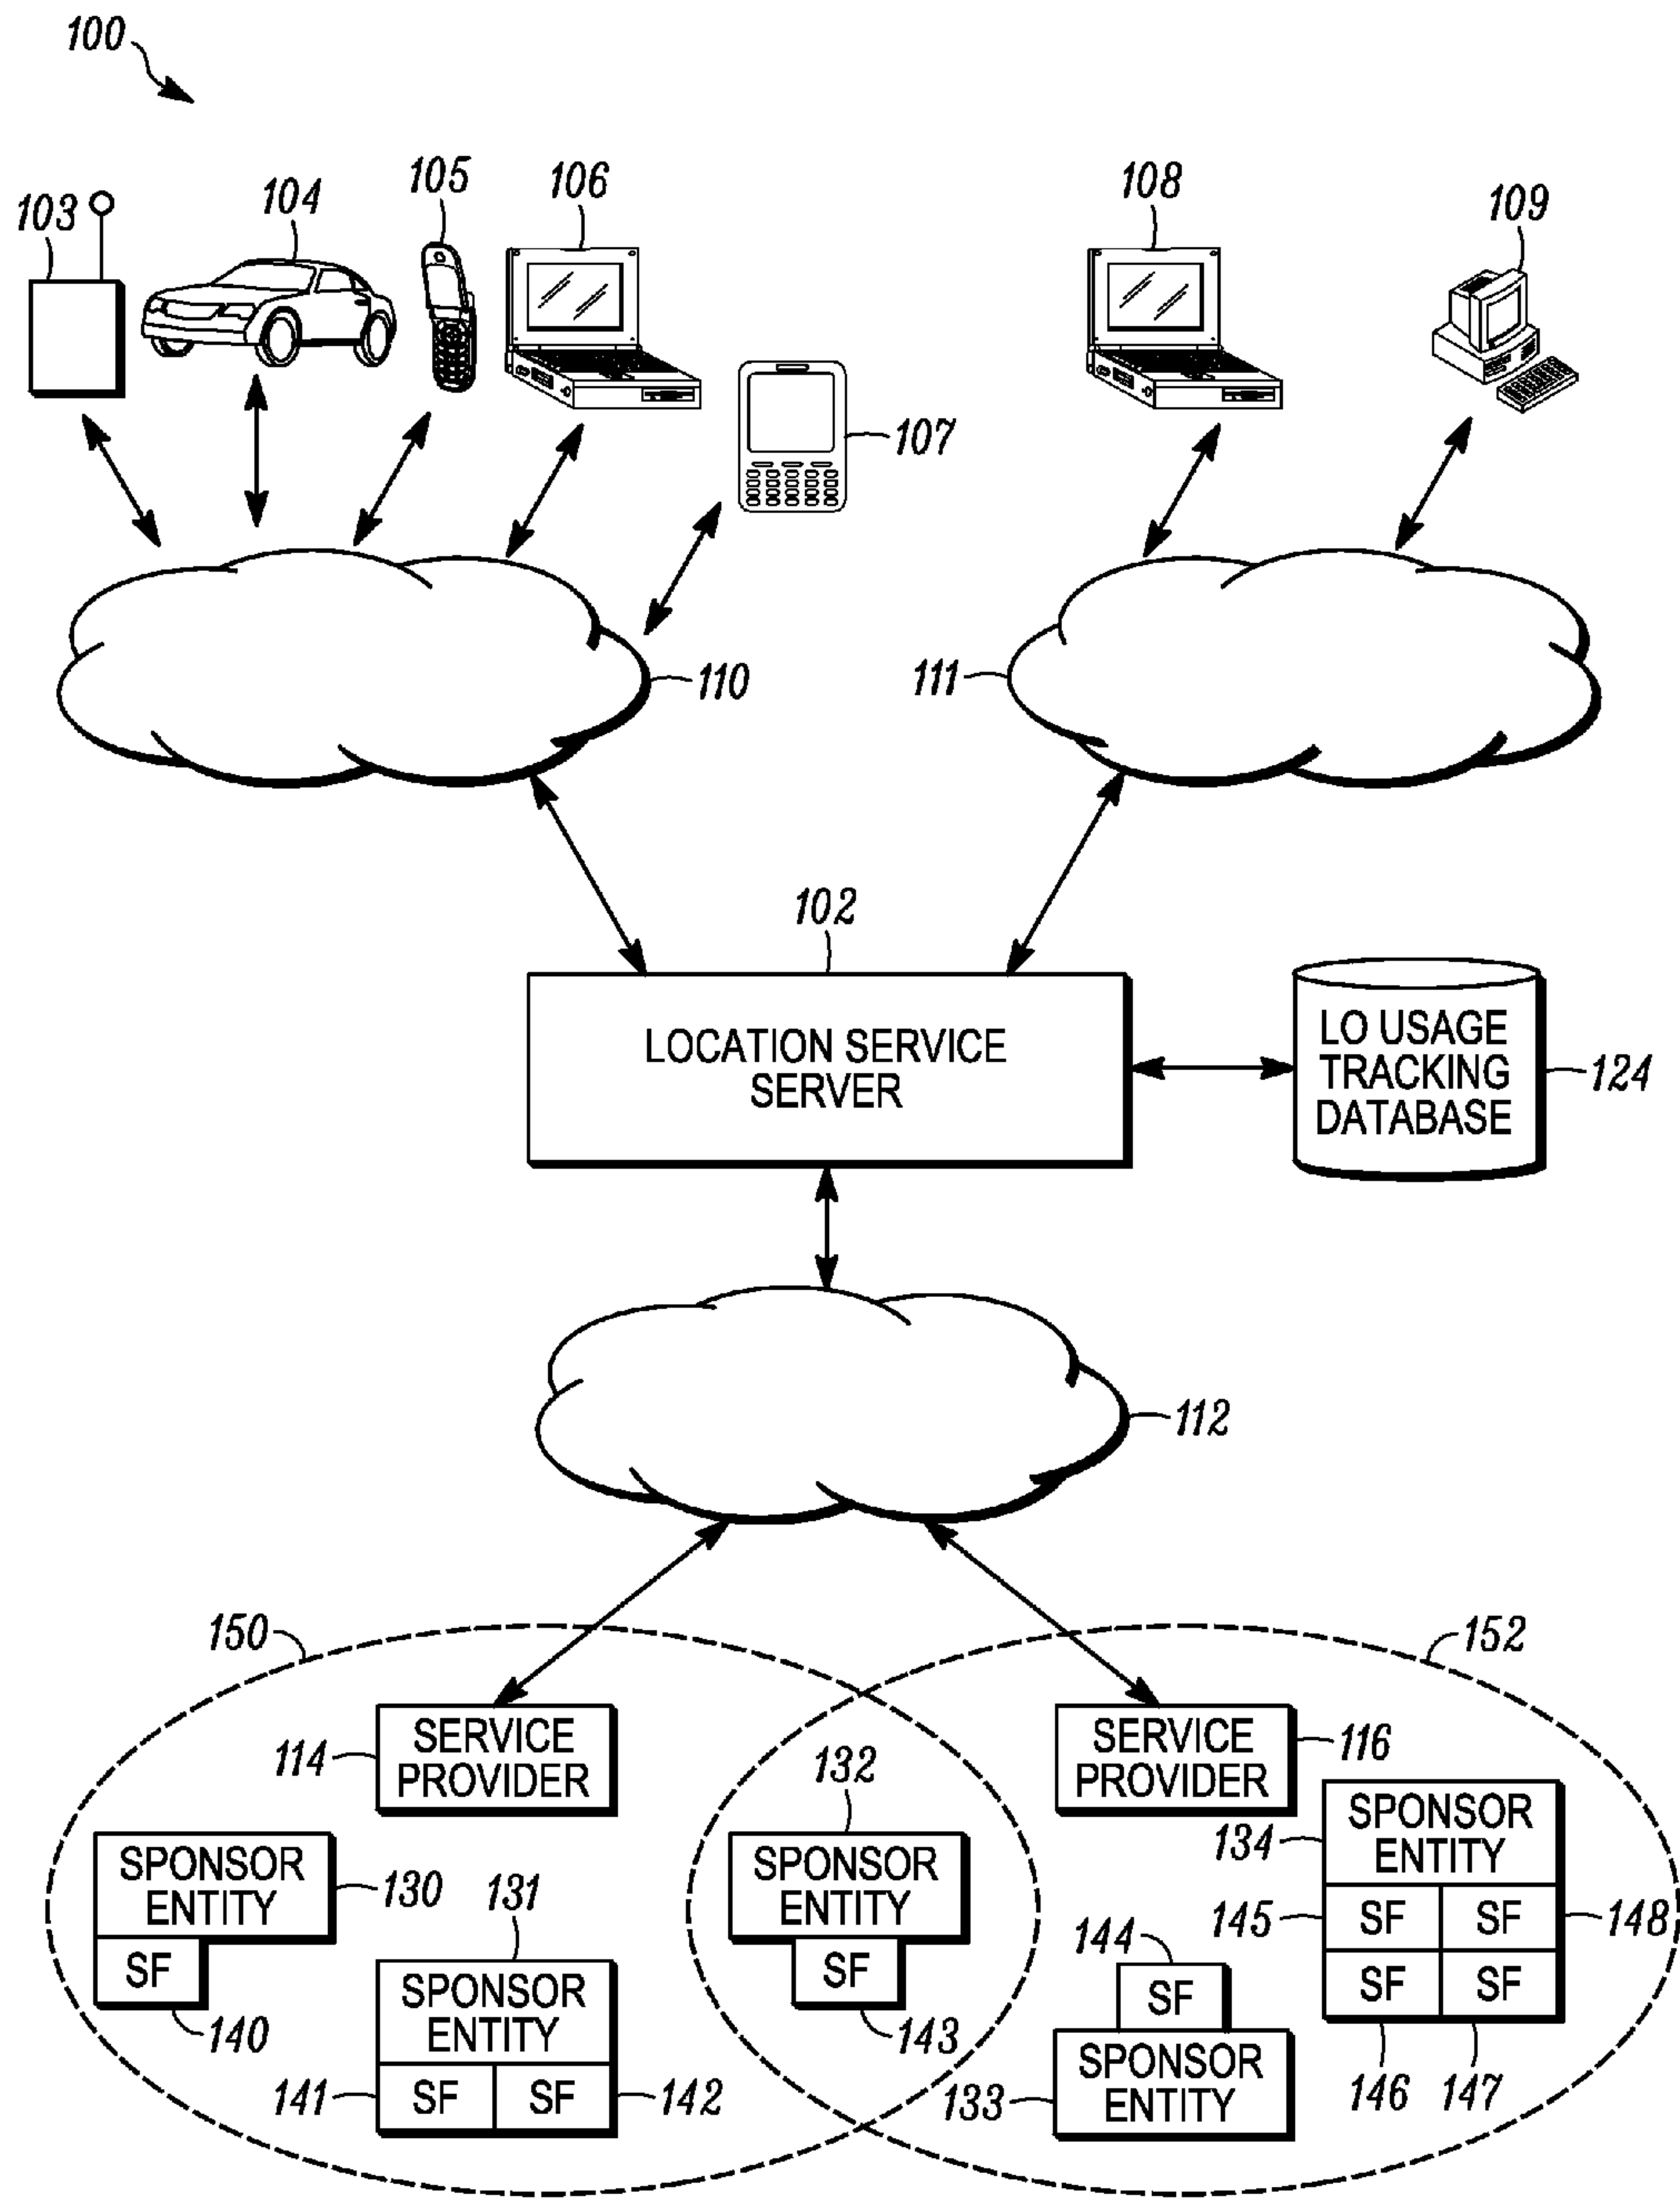 100
103
104
105
106
108
109
107
110
111
102
LOCATION SERVICE
SERVER
LO USAGE
TRACKING
DATABASE
124
112
150
152
114
SERVICE
PROVIDER
SERVICE
PROVIDER
116
132
SPONSOR
ENTITY
130
SF
140
131
SPONSOR
ENTITY
141
SF
SF
142
SPONSOR
ENTITY
SF
143
134
SPONSOR
ENTITY
145
SF
SF
148
SF
SF
146
147
144
SF
133
SPONSOR
ENTITY